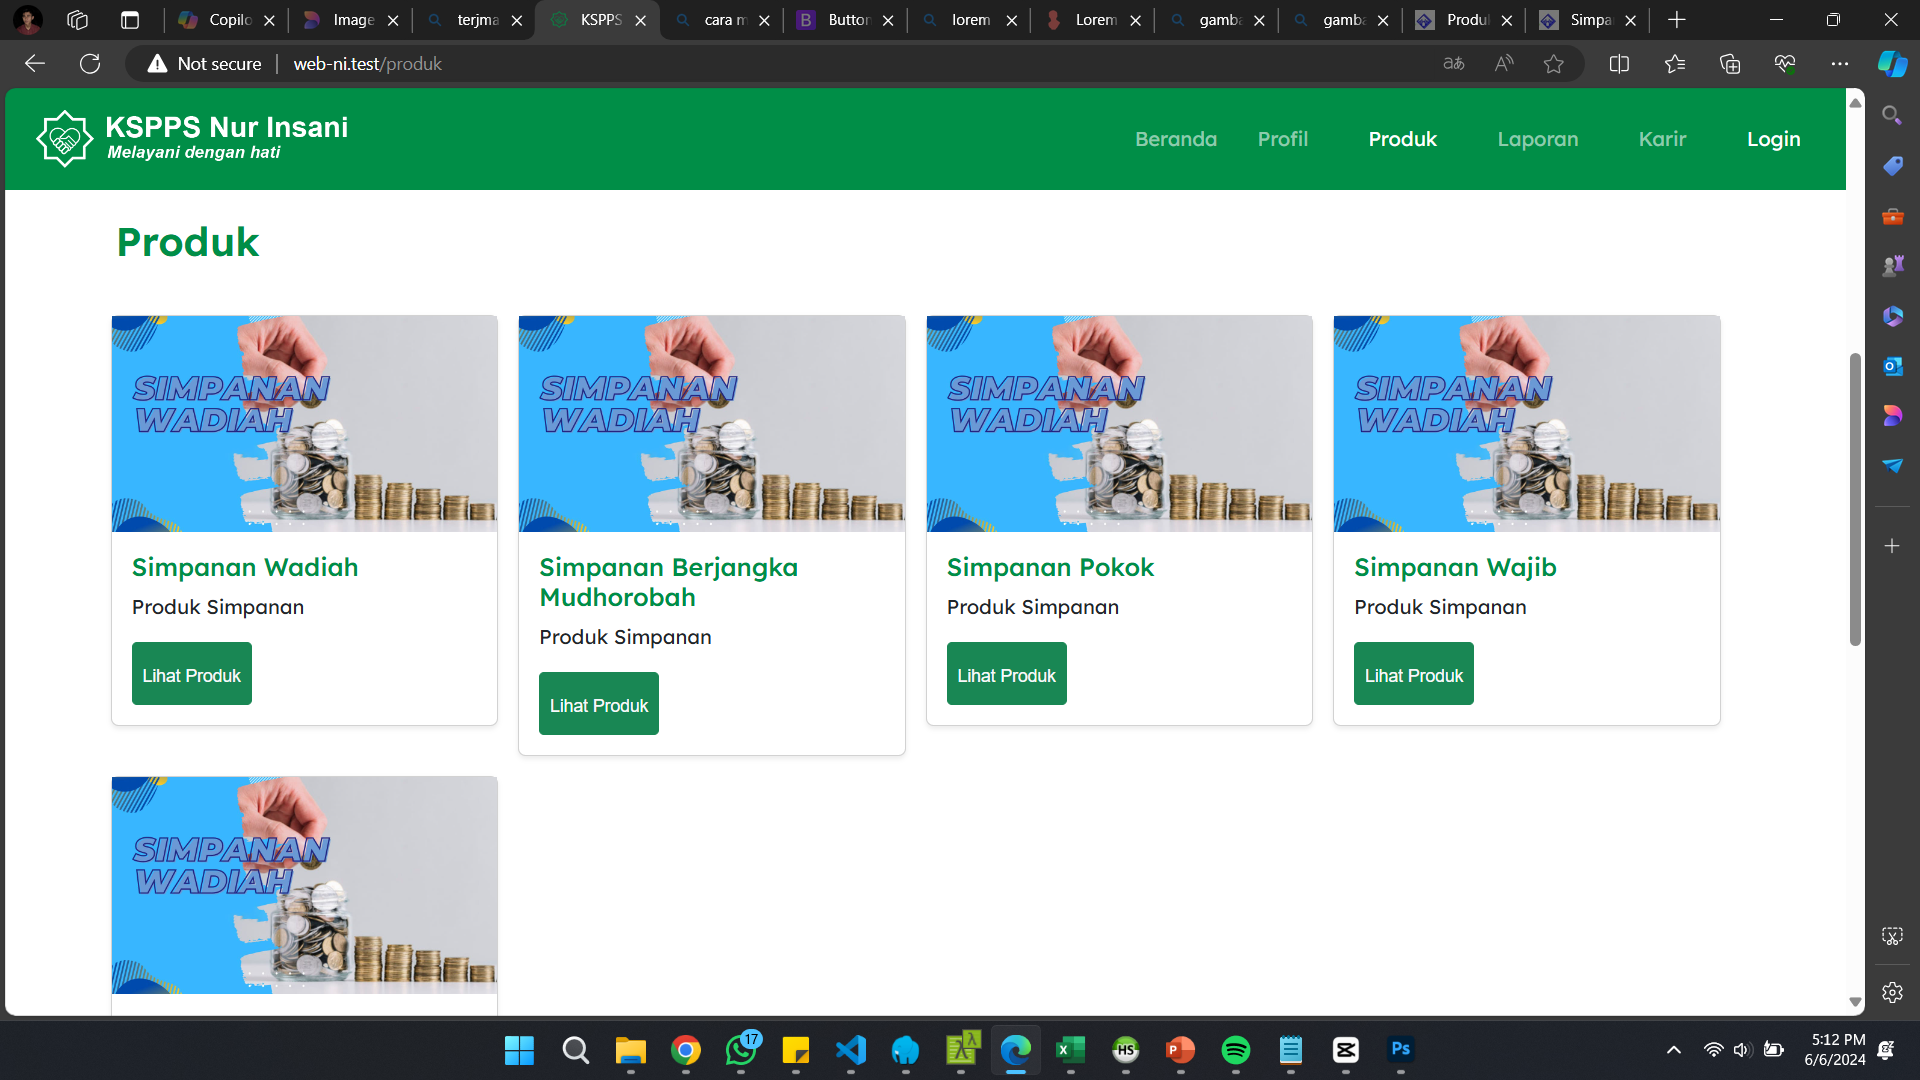 Copilo
Image
terjma
KSPPS
cara m
Button
lorem
Lorem
gamba
gamba
Produk
Simpa
Not secure
web-ni.test/produk
KSPPS Nur Insani
Melayani dengan hati
Beranda
Profil
Produk
Laporan
Karir
Login
Produk
SIMPANAN
WADIAH
SIMPANAN
WADIAH
SIMPANAN
WADIAH
SIMPANAN
WADIAH
Simpanan Wadiah
Produk Simpanan
Lihat Produk
Simpanan Berjangka
Mudhorobah
Produk Simpanan
Lihat Produk
Simpanan Pokok
Produk Simpanan
Lihat Produk
Simpanan Wajib
Produk Simpanan
Lihat Produk
SIMPANAN
WADIAH
17
HS
Ps
5:12 PM
6/6/2024